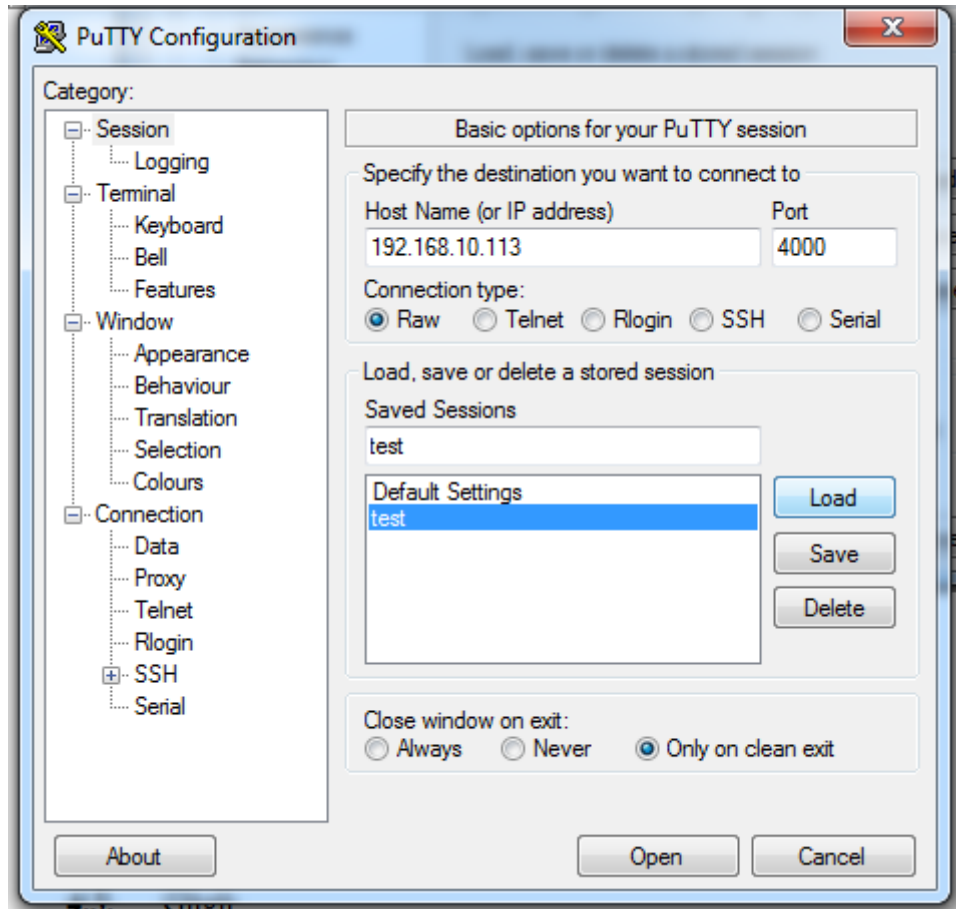 PuTTY Configuration
Category:
Session
Logging
Terminal
Keyboard
Bell
Features
Window
Appearance
Behaviour
Translation
Selection
Colours
Connection
Data
Proxy
Telnet
Rlogin
SSH
Serial
Basic options for your PuTTY session
Specify the destination you want to connect to
Host Name (or IP address) Port
192.168.10.113 4000
Connection type:
Raw Telnet Rlogin SSH Serial
Load, save or delete a stored session
Saved Sessions
test
Default Settings
test
Load
Save
Delete
Close window on exit:
Always Never Only on clean exit
About Open Cancel